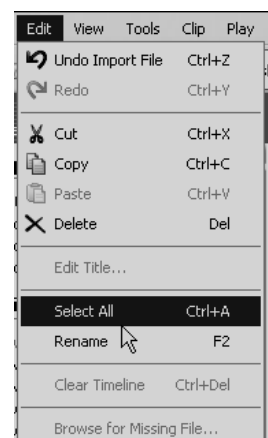 Edit View Tools Clip Play
Undo Import File Ctrl+Z
Redo Ctrl+Y
Cut Ctrl+X
Copy Ctrl+C
Paste Ctrl+V
Delete Del
Edit Title...
Select All Ctrl+A
Rename F2
Clear Timeline Ctrl+Del
Browse for Missing File...